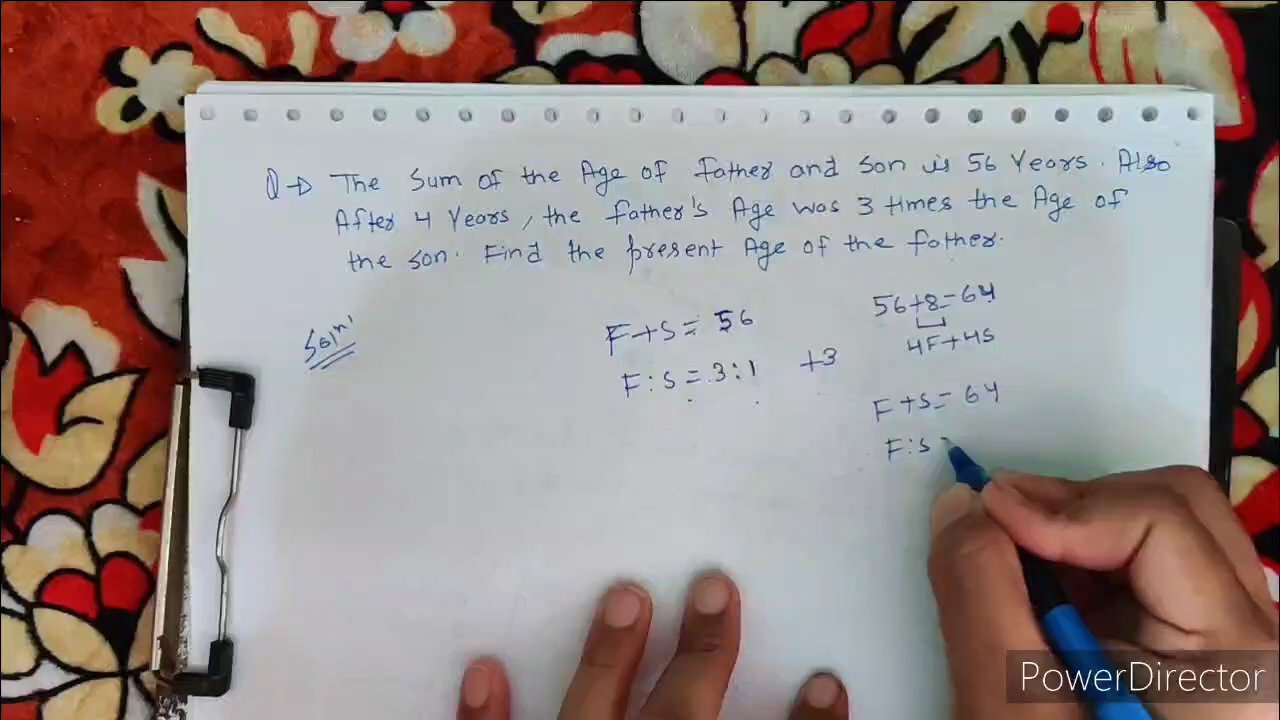 Q→ The Sum of the Age of father and son is 56 Years. Also
After 4 Years, the father's Age was 3 times the Age of
the son. Find the present Age of the father.
Solⁿ'
F+S= 56
F:S = 3:1 +3
56+8=64
4F+4S
F+S= 64
F:S =
PowerDirector